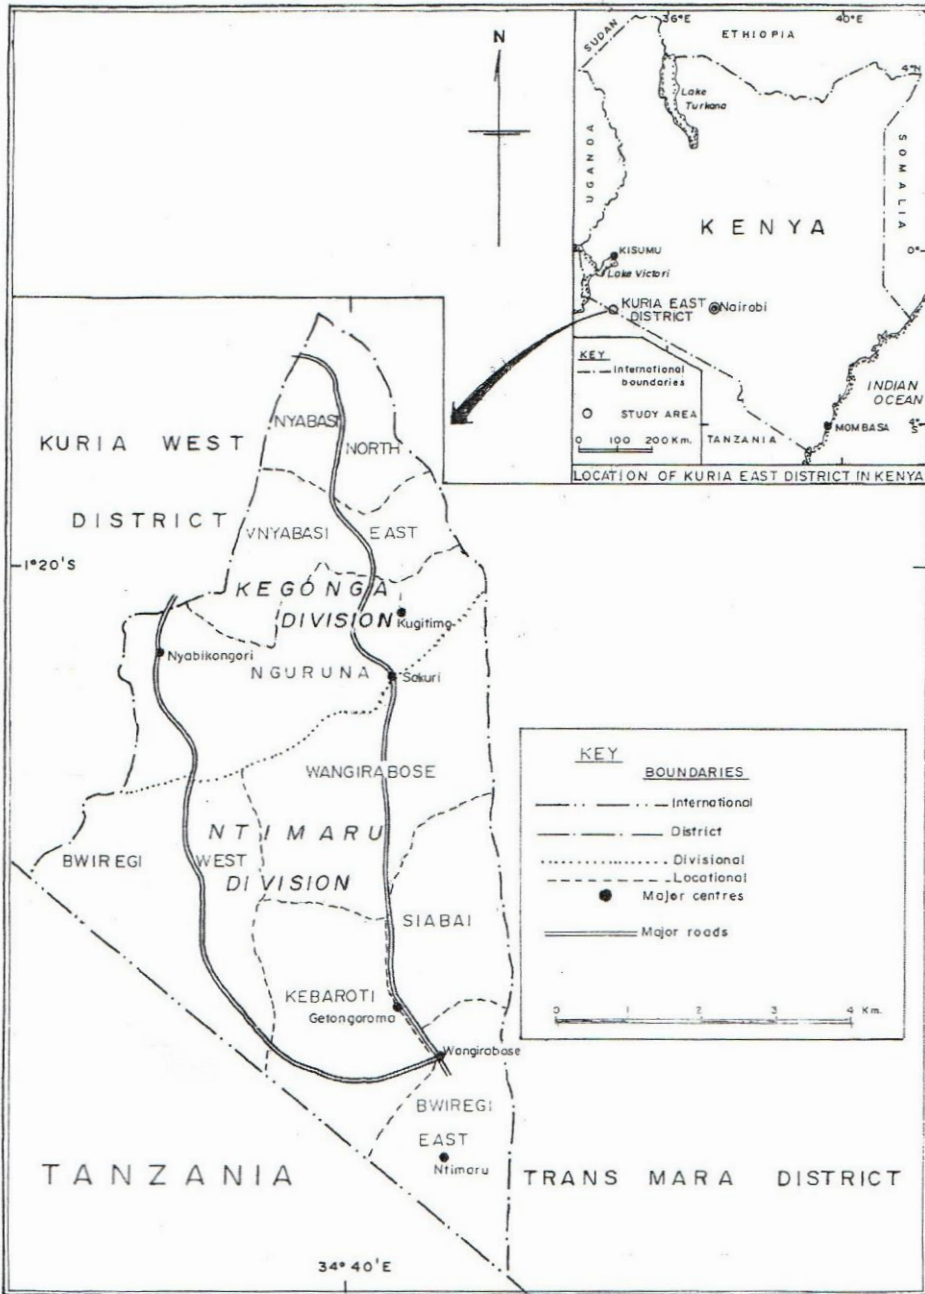 N
36°E
40°E
SUDAN
ETHIOPIA
4°N
Lake
Turkana
UGANDA
SOMALIA
KENYA
0°
KISUMU
Lake Victori
KURIA EAST
DISTRICT
Nairobi
KEY
International
boundaries
STUDY AREA
0 100 200 Km.
TANZANIA
INDIAN
OCEAN
4°
S
MOMBASA
LOCATION OF KURIA EAST DISTRICT IN KENYA
KURIA WEST
DISTRICT
NYABASI
NORTH
VNYABASI EAST
1°20'S
KEGONGA
DIVISION
Kugitimo
Nyabikongori
NGURUNA
Sakuri
WANGIRABOSE
NTIMARU
DIVISION
BWIREGI
WEST
SIABAI
KEBAROTI
Getongoroma
Wangirabose
BWIREGI
EAST
Ntimaru
TANZANIA
TRANS MARA DISTRICT
34°40'E
KEY
BOUNDARIES
International
District
Divisional
Locational
Major centres
Major roads
0 1 2 3 4 Km.